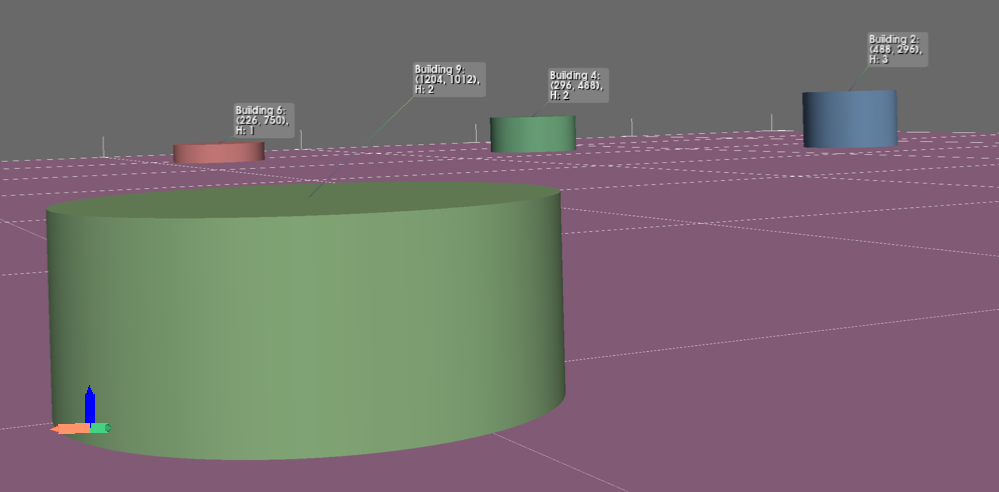 Building 6:
(226, 750),
H: 1
Building 9:
(1204, 1012),
H: 2
Building 4:
(296, 488),
H: 2
Building 2:
(488, 296),
H: 3